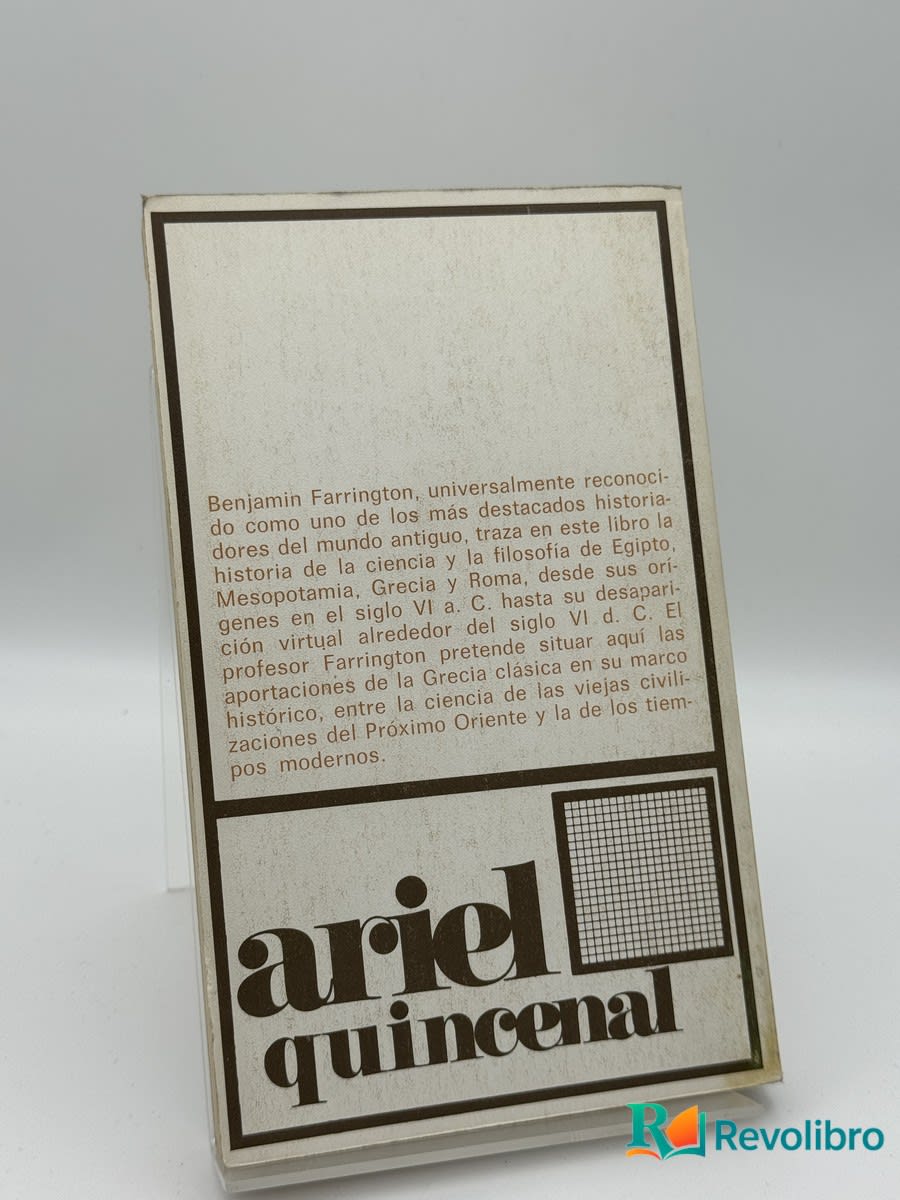 Benjamin Farrington, universalmente reconoci-
do como uno de los más destacados historia-
dores del mundo antiguo, traza en este libro la
historia de la ciencia y la filosofía de Egipto,
Mesopotamia, Grecia y Roma, desde sus orí-
genes en el siglo VI a. C. hasta su desapari-
ción virtual alrededor del siglo VI d. C. El
profesor Farrington pretende situar aquí las
aportaciones de la Grecia clásica en su marco
histórico, entre la ciencia de las viejas civili-
zaciones del Próximo Oriente y la de los tiem-
pos modernos.
ariel
quincenal
Revolibro